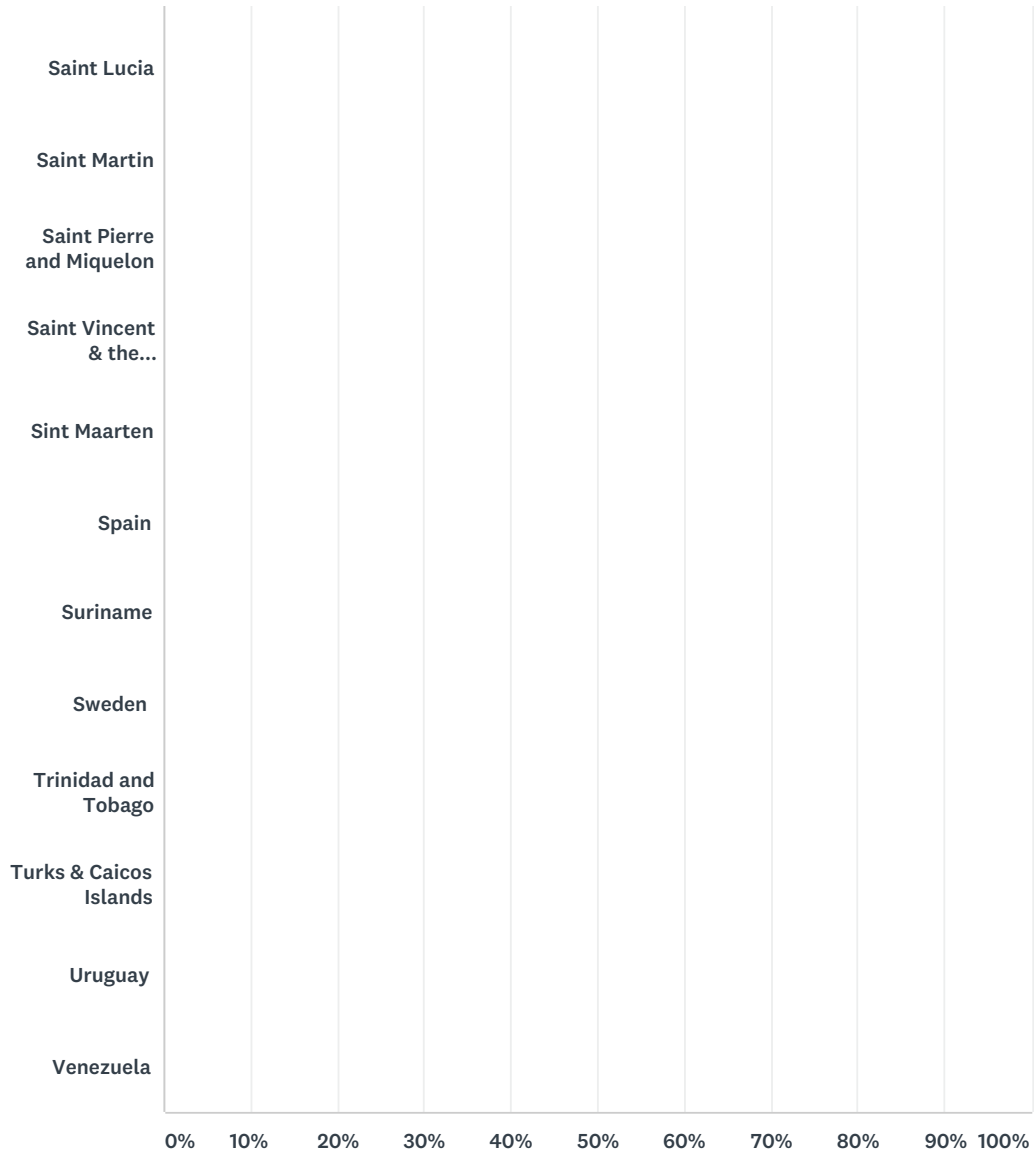 Saint Lucia
Saint Martin
Saint Pierre
and Miquelon
Saint Vincent
& the...
Sint Maarten
Spain
Suriname
Sweden
Trinidad and
Tobago
Turks & Caicos
Islands
Uruguay
Venezuela
0% 10% 20% 30% 40% 50% 60% 70% 80% 90% 100%